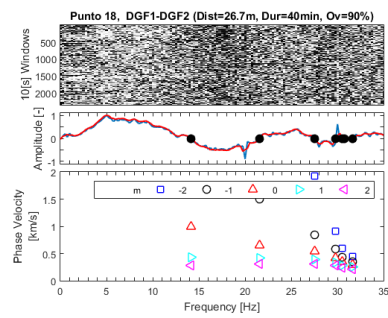 Punto 18, DGF1-DGF2 (Dist=26.7m, Dur=40min, Ov=90%)
10[s] Windows
500
1000
1500
2000
Amplitude [-]
1
0
-1
Phase Velocity
[km/s]
2
1.5
1
0.5
0
m -2 -1 0 1 2
0 5 10 15 20 25 30 35
Frequency [Hz]